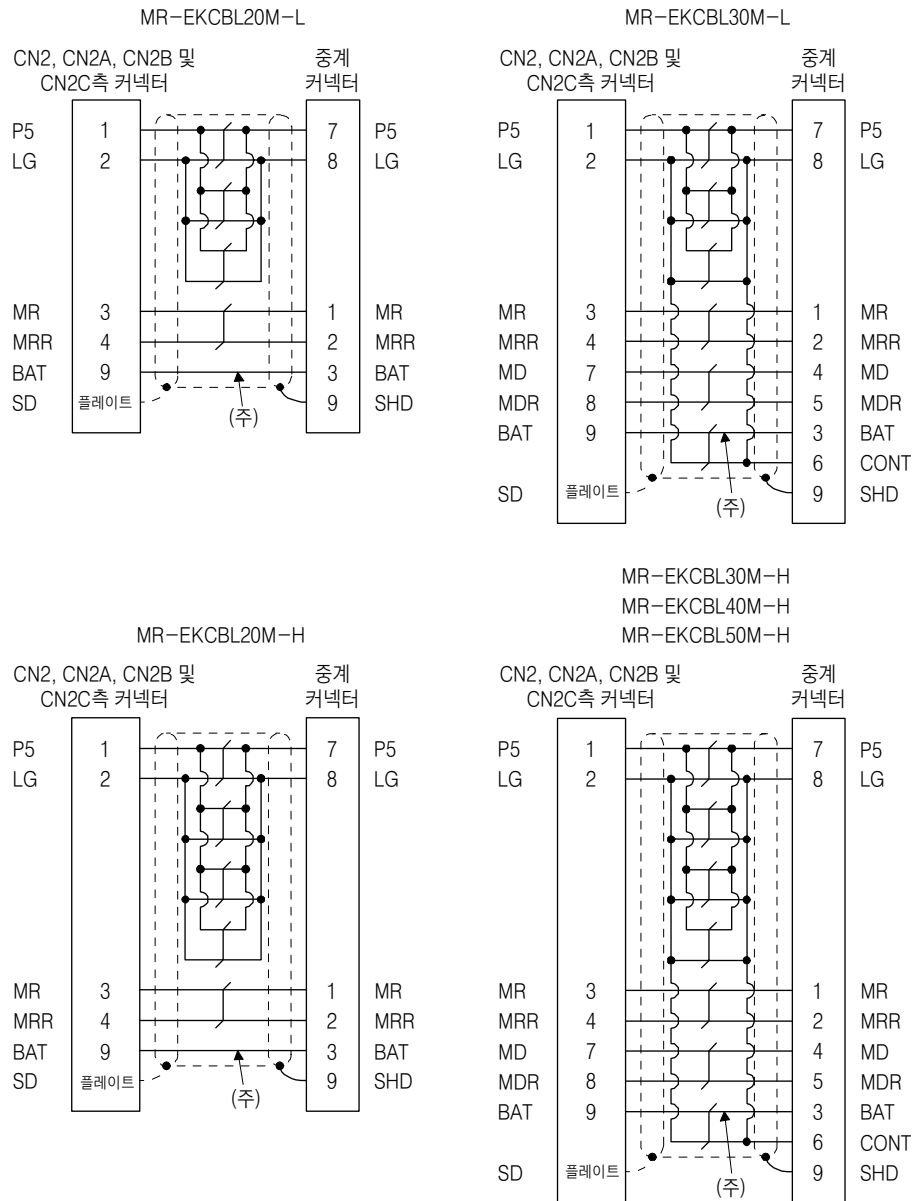 MR-EKCBL20M-L
CN2, CN2A, CN2B 및 중계
CN2C측 커넥터 커넥터
P5 1 7 P5
LG 2 8 LG
MR 3 1 MR
MRR 4 2 MRR
BAT 9 3 BAT
SD 플레이트 (주) 9 SHD
MR-EKCBL30M-L
CN2, CN2A, CN2B 및 중계
CN2C측 커넥터 커넥터
P5 1 7 P5
LG 2 8 LG
MR 3 1 MR
MRR 4 2 MRR
MD 7 4 MD
MDR 8 5 MDR
BAT 9 3 BAT
6 CONT
SD 플레이트 (주) 9 SHD
MR-EKCBL20M-H
CN2, CN2A, CN2B 및 중계
CN2C측 커넥터 커넥터
P5 1 7 P5
LG 2 8 LG
MR 3 1 MR
MRR 4 2 MRR
BAT 9 3 BAT
SD 플레이트 (주) 9 SHD
MR-EKCBL30M-H
MR-EKCBL40M-H
MR-EKCBL50M-H
CN2, CN2A, CN2B 및 중계
CN2C측 커넥터 커넥터
P5 1 7 P5
LG 2 8 LG
MR 3 1 MR
MRR 4 2 MRR
MD 7 4 MD
MDR 8 5 MDR
BAT 9 3 BAT
6 CONT
SD 플레이트 (주) 9 SHD